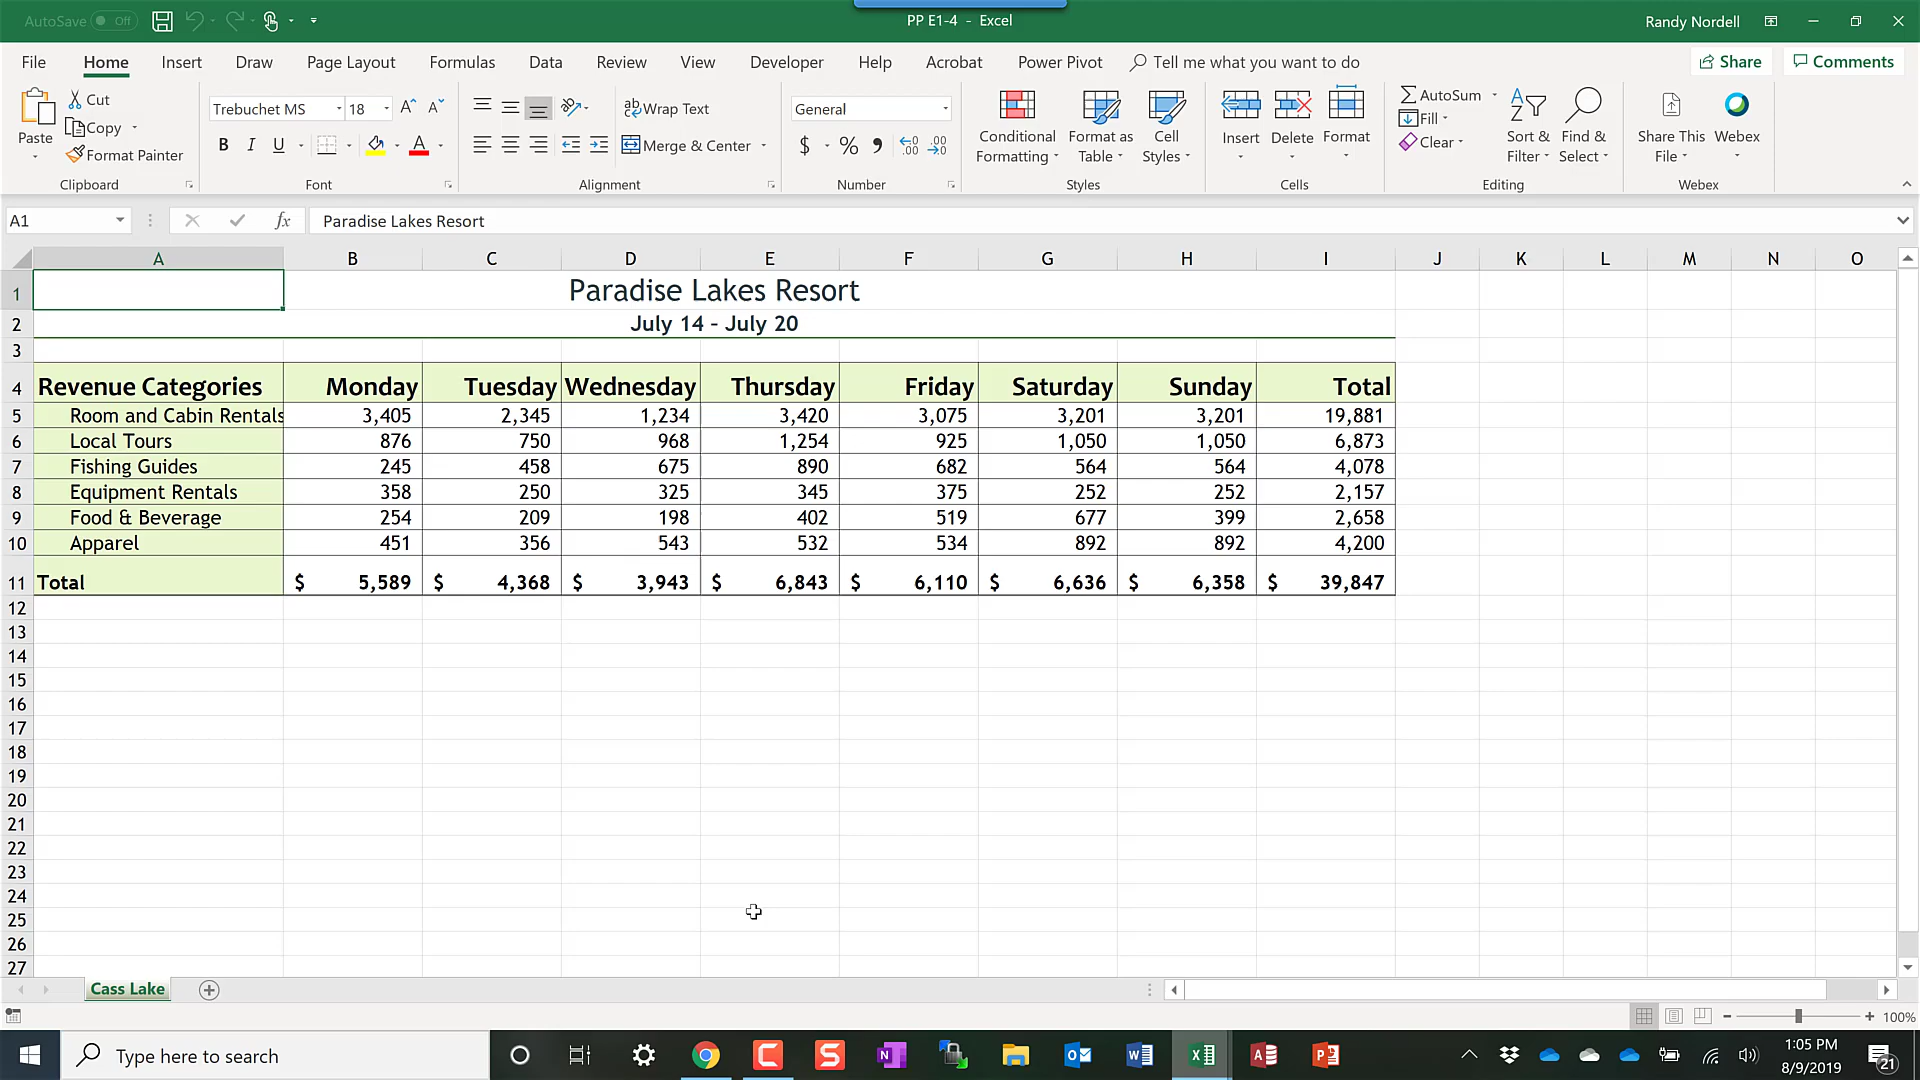 AutoSave Off PP E1-4 - Excel Randy Nordell
File Home Insert Draw Page Layout Formulas Data Review View Developer Help Acrobat Power Pivot Tell me what you want to do Share Comments
Paste Cut Copy Format Painter Clipboard
Trebuchet MS 18 B I U A Font
ab Wrap Text Merge & Center Alignment
General $ % , Number
Conditional Formatting Format as Table Cell Styles Styles
Insert Delete Format Cells
AutoSum Fill Clear Sort & Filter Find & Select Editing
Share This File Webex Webex
A1 fx Paradise Lakes Resort
A B C D E F G H I J K L M N O
1 Paradise Lakes Resort
2 July 14 – July 20
3
4 Revenue Categories Monday Tuesday Wednesday Thursday Friday Saturday Sunday Total
5 Room and Cabin Rentals 3,405 2,345 1,234 3,420 3,075 3,201 3,201 19,881
6 Local Tours 876 750 968 1,254 925 1,050 1,050 6,873
7 Fishing Guides 245 458 675 890 682 564 564 4,078
8 Equipment Rentals 358 250 325 345 375 252 252 2,157
9 Food & Beverage 254 209 198 402 519 677 399 2,658
10 Apparel 451 356 543 532 534 892 892 4,200
11 Total $ 5,589 $ 4,368 $ 3,943 $ 6,843 $ 6,110 $ 6,636 $ 6,358 $ 39,847
12
13
14
15
16
17
18
19
20
21
22
23
24
25
26
27
Cass Lake
100%
Type here to search 1:05 PM
8/9/2019 21